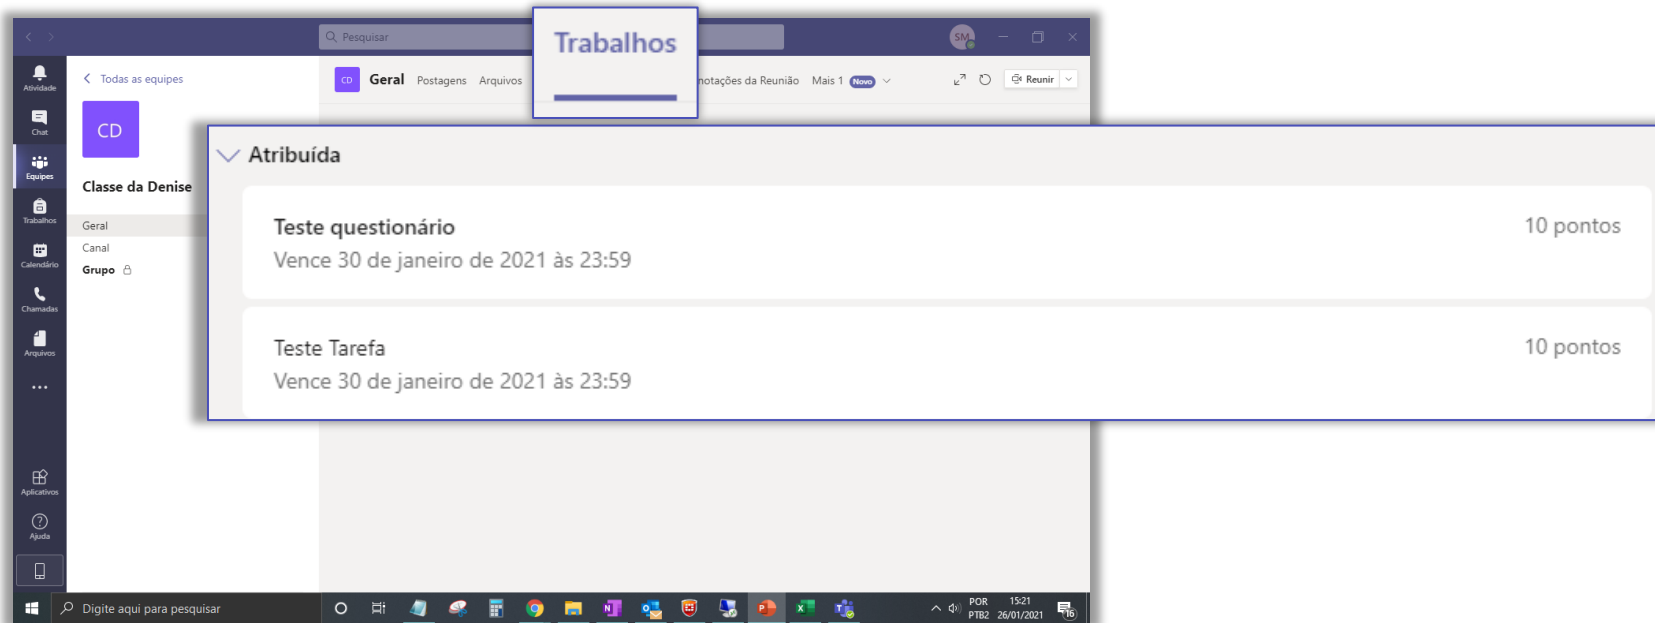 Pesquisar
Trabalhos
SM
Atividade
Chat
Equipes
Trabalhos
Calendário
Chamadas
Arquivos
Aplicativos
Ajuda
Todas as equipes
CD
Classe da Denise
Geral
Canal
Grupo
CD Geral Postagens Arquivos notações da Reunião Mais 1 Novo
Reunir
Atribuída
Teste questionário 10 pontos
Vence 30 de janeiro de 2021 às 23:59
Teste Tarefa 10 pontos
Vence 30 de janeiro de 2021 às 23:59
Digite aqui para pesquisar
POR 15:21
PTB2 26/01/2021
16